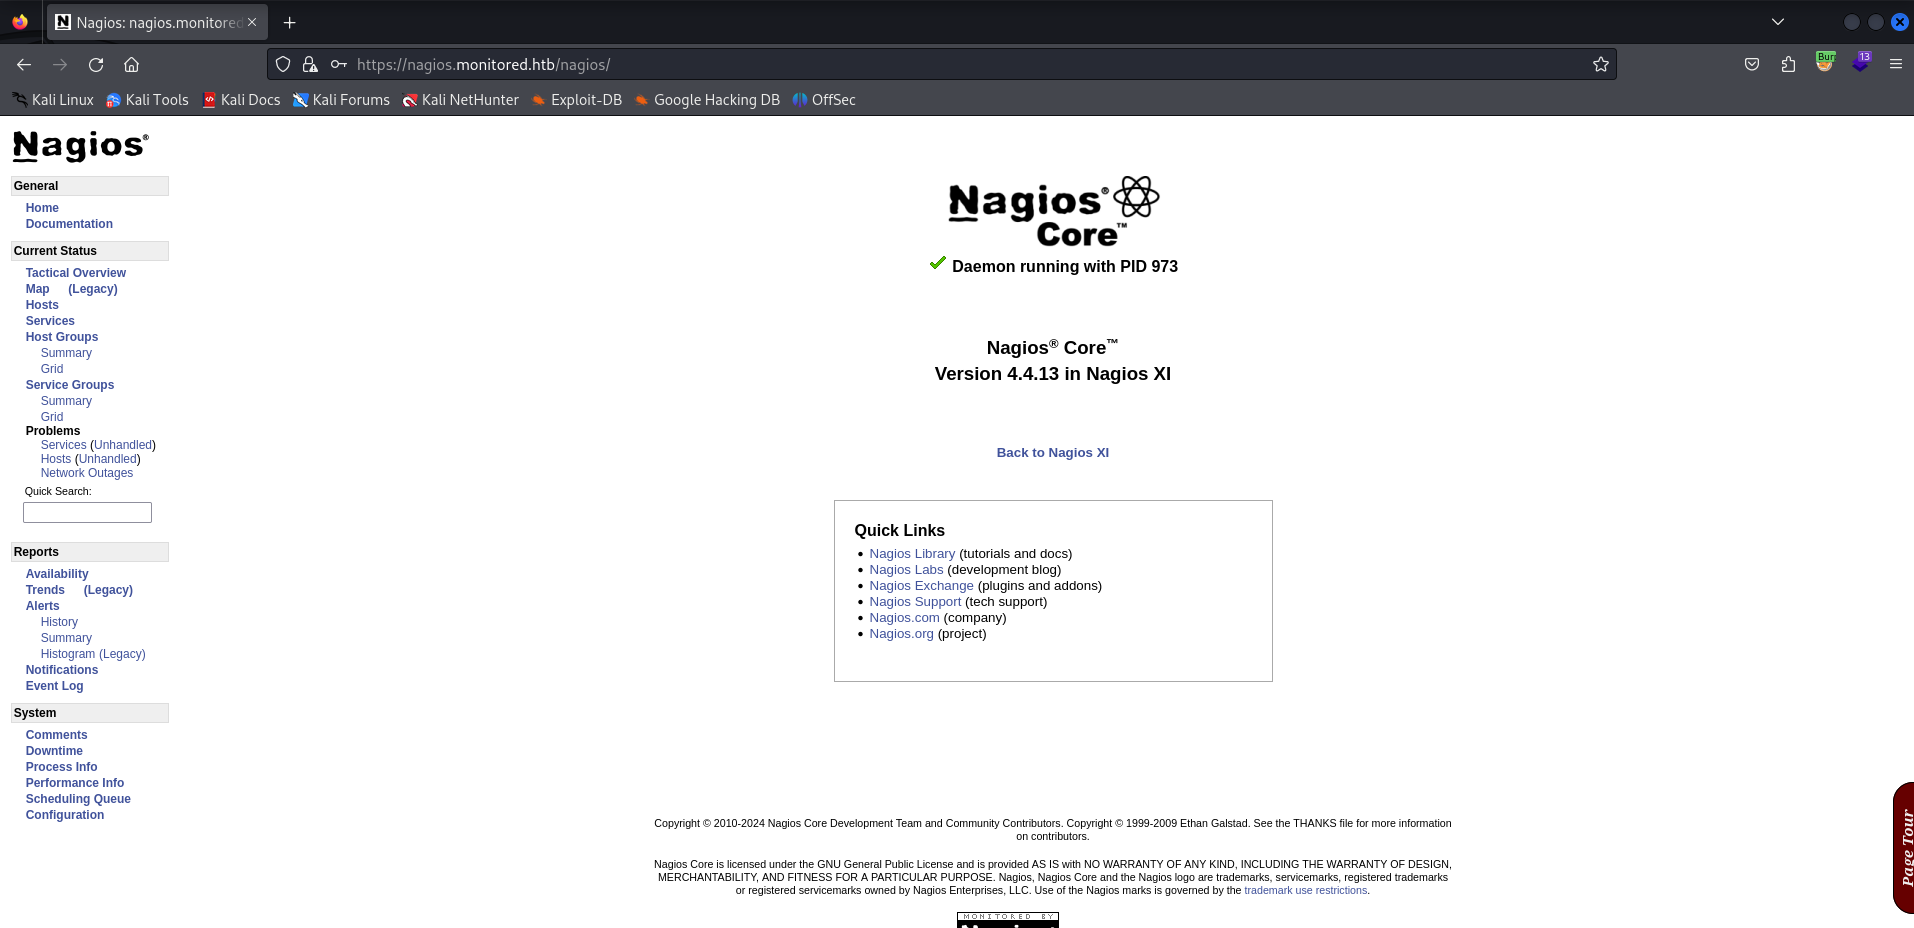 Nagios: nagios.monitored
https://nagios.monitored.htb/nagios/
Bur
13
Kali Linux Kali Tools Kali Docs Kali Forums Kali NetHunter Exploit-DB Google Hacking DB OffSec
Nagios®
General
Home
Documentation
Current Status
Tactical Overview
Map (Legacy)
Hosts
Services
Host Groups
Summary
Grid
Service Groups
Summary
Grid
Problems
Services (Unhandled)
Hosts (Unhandled)
Network Outages
Quick Search:
Reports
Availability
Trends (Legacy)
Alerts
History
Summary
Histogram (Legacy)
Notifications
Event Log
System
Comments
Downtime
Process Info
Performance Info
Scheduling Queue
Configuration
Nagios®
Core™
Daemon running with PID 973
Nagios® Core™
Version 4.4.13 in Nagios XI
Back to Nagios XI
Quick Links
Nagios Library (tutorials and docs)
Nagios Labs (development blog)
Nagios Exchange (plugins and addons)
Nagios Support (tech support)
Nagios.com (company)
Nagios.org (project)
Copyright © 2010-2024 Nagios Core Development Team and Community Contributors. Copyright © 1999-2009 Ethan Galstad. See the THANKS file for more information
on contributors.
Nagios Core is licensed under the GNU General Public License and is provided AS IS with NO WARRANTY OF ANY KIND, INCLUDING THE WARRANTY OF DESIGN,
MERCHANTABILITY, AND FITNESS FOR A PARTICULAR PURPOSE. Nagios, Nagios Core and the Nagios logo are trademarks, servicemarks, registered trademarks
or registered servicemarks owned by Nagios Enterprises, LLC. Use of the Nagios marks is governed by the trademark use restrictions.
MONITORED BY
Page Tour